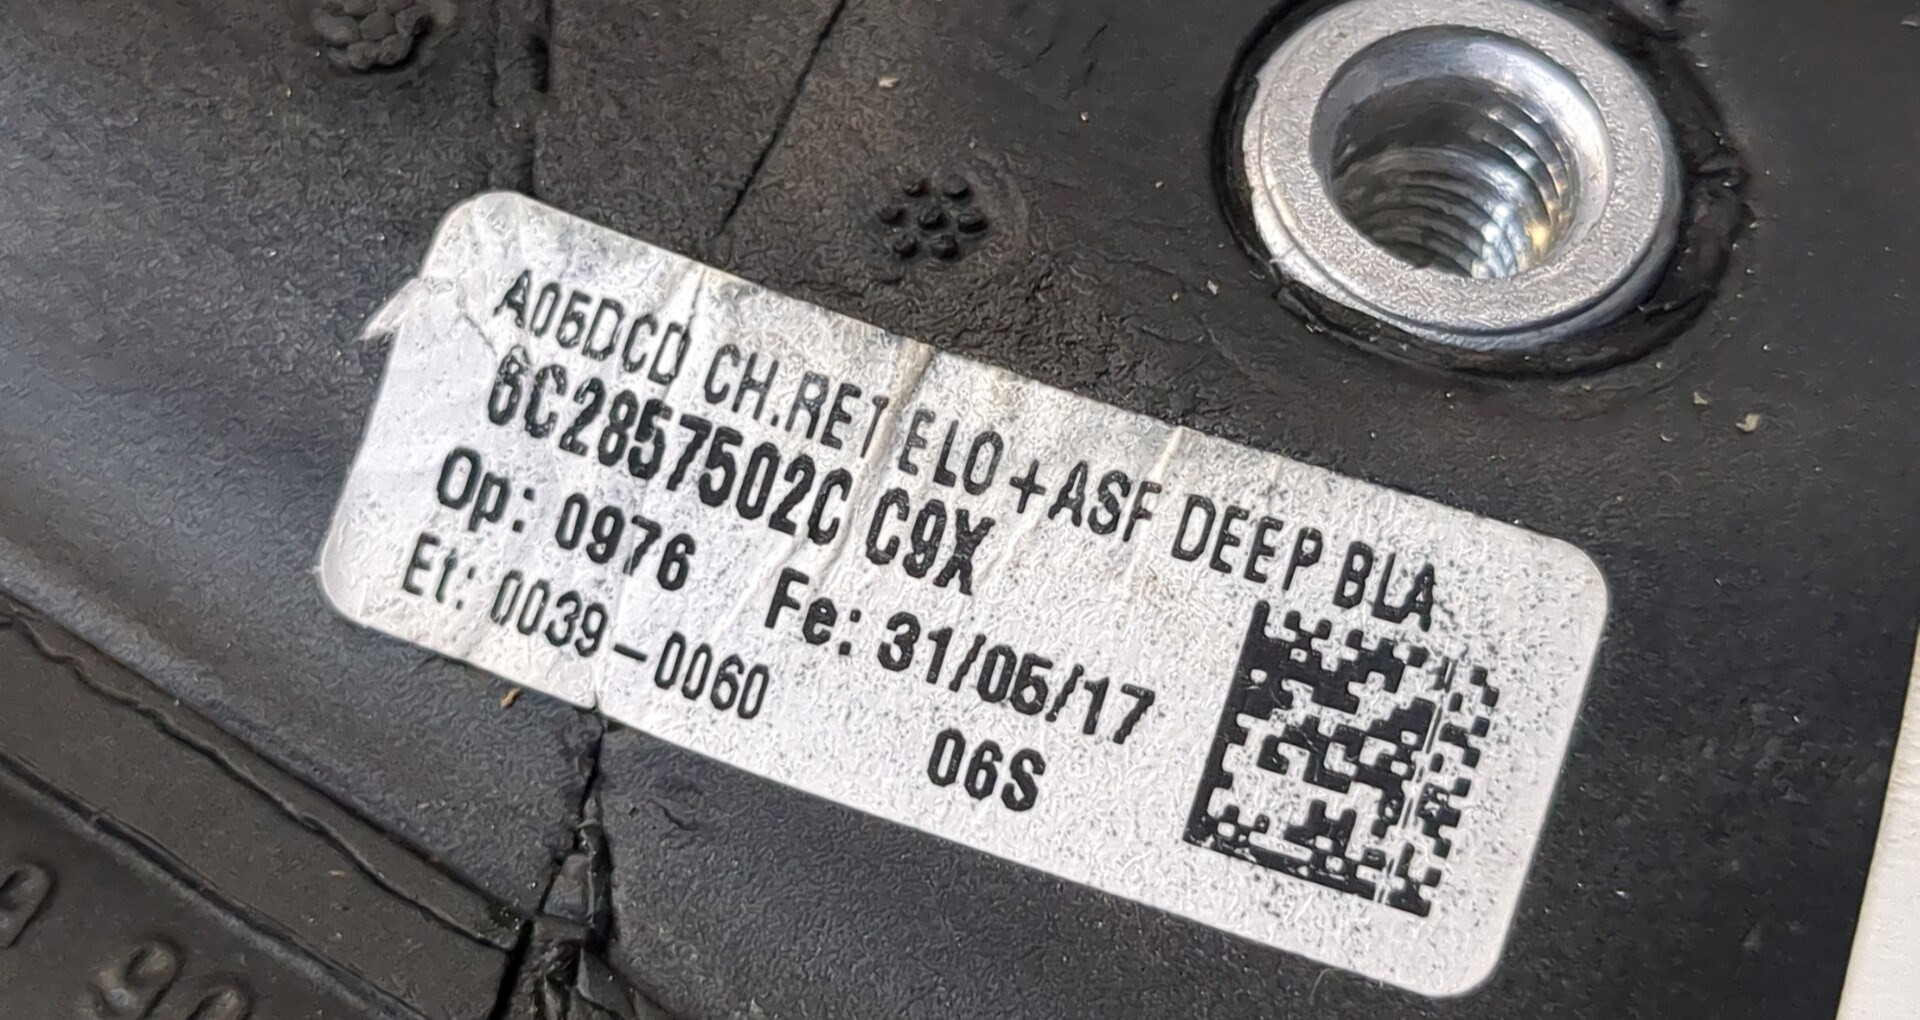 A05DCD CH.RET ELO+ASF DEEP BLA
6C2857502C C9X
Op: 0976 Fe: 31/05/17
Et: 0039-0060 06S